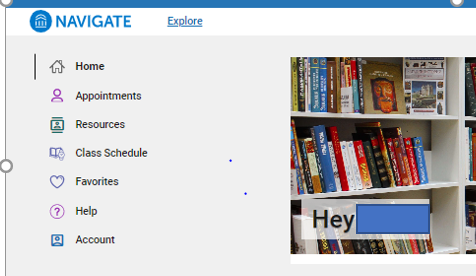 NAVIGATE
Explore
Home
Appointments
Resources
Class Schedule
Favorites
Help
Account
Hey